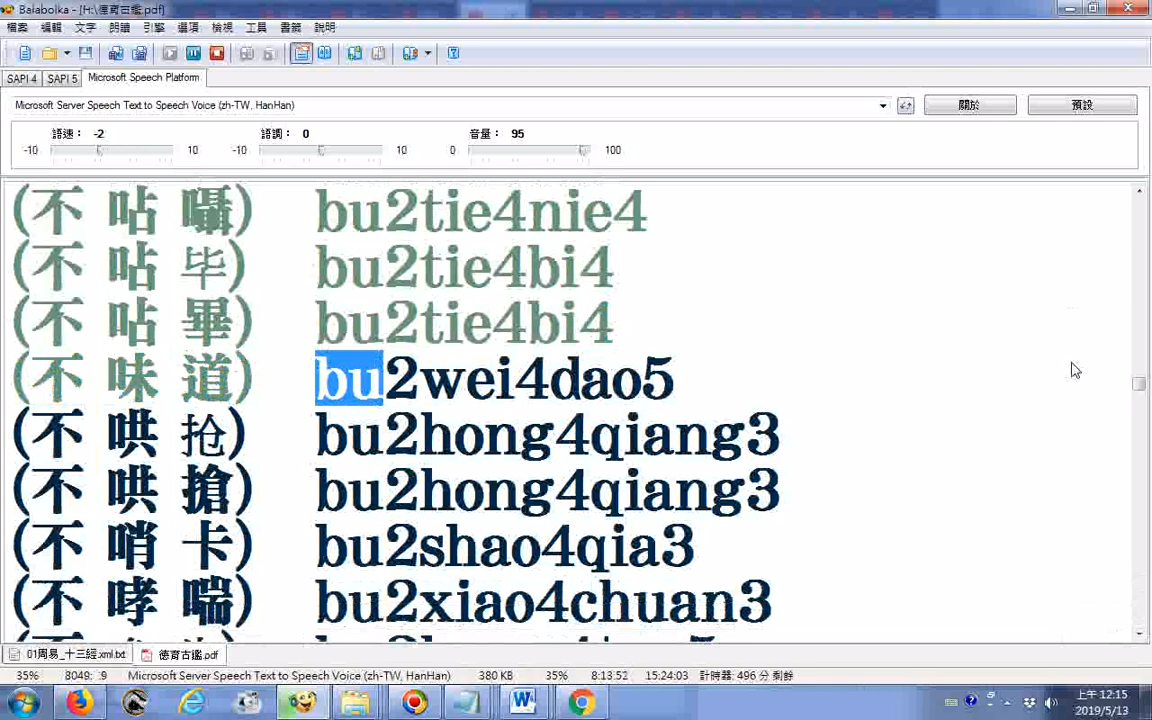 Balabolka - [H:\德育古鑑.pdf]
檔案 編輯 文字 朗讀 引擎 選項 檢視 工具 書籤 說明
SAPI 4 SAPI 5 Microsoft Speech Platform
Microsoft Server Speech Text to Speech Voice (zh-TW, HanHan) 關於 預設
語速： -2 語調： 0 音量： 95
-10 10 -10 10 0 100
(不 呫 囁) bu2tie4nie4
(不 呫 毕) bu2tie4bi4
(不 呫 畢) bu2tie4bi4
(不 味 道) bu2wei4dao5
(不 哄 抢) bu2hong4qiang3
(不 哄 搶) bu2hong4qiang3
(不 哨 卡) bu2shao4qia3
(不 哮 喘) bu2xiao4chuan3
01周易_十三經.xml.txt 德育古鑑.pdf
35% 8049: 9 Microsoft Server Speech Text to Speech Voice (zh-TW, HanHan) 380 KB 35% 8:13:52 15:24:03 計時器: 496 分 剩餘
上午 12:15
2019/5/13